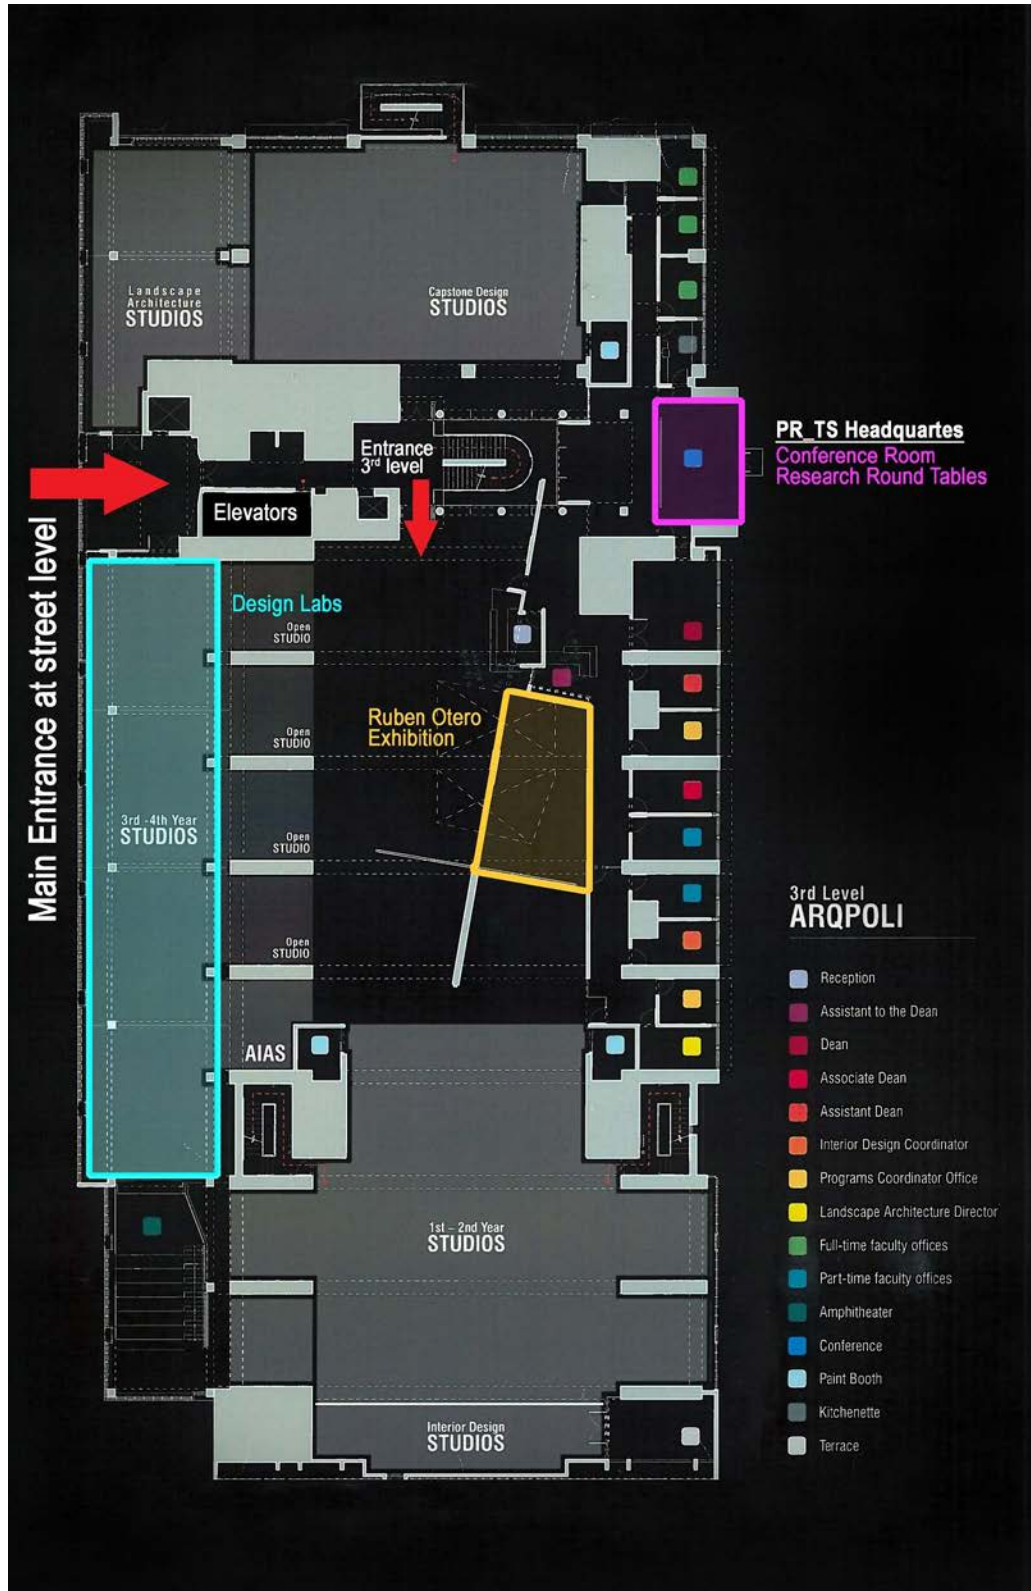 Landscape
Architecture
STUDIOS
Capstone Design
STUDIOS
PR_TS Headquartes
Conference Room
Research Round Tables
Entrance
3rd level
Elevators
Main Entrance at street level
Design Labs
Open
STUDIO
Ruben Otero
Exhibition
Open
STUDIO
3rd -4th Year
STUDIOS
Open
STUDIO
Open
STUDIO
AIAS
1st – 2nd Year
STUDIOS
Interior Design
STUDIOS
3rd Level
ARQPOLI
Reception
Assistant to the Dean
Dean
Associate Dean
Assistant Dean
Interior Design Coordinator
Programs Coordinator Office
Landscape Architecture Director
Full-time faculty offices
Part-time faculty offices
Amphitheater
Conference
Paint Booth
Kitchenette
Terrace